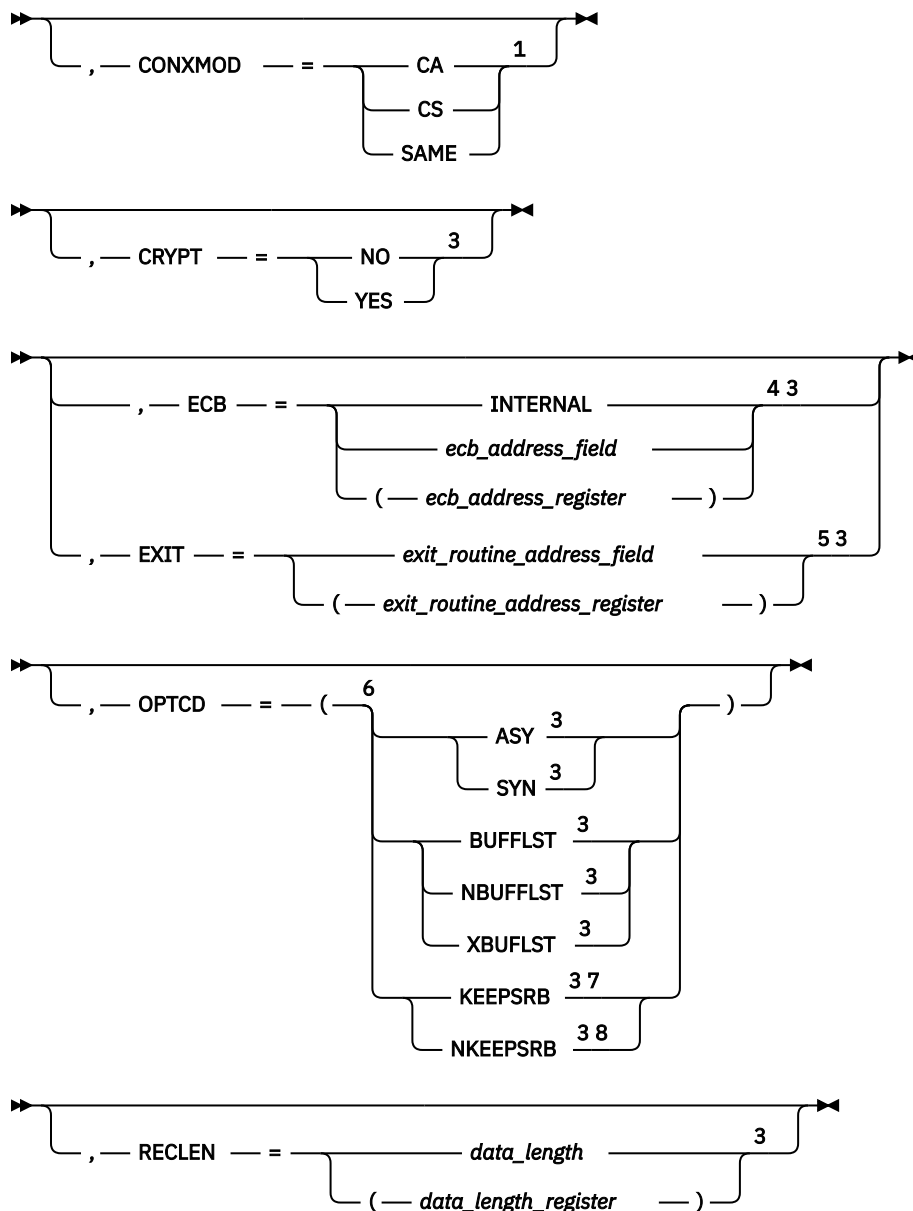 , CONXMOD = CA 1
CS
SAME
, CRYPT = NO 3
YES
, ECB = INTERNAL 4 3
ecb_address_field
( ecb_address_register )
, EXIT = exit_routine_address_field 5 3
( exit_routine_address_register )
, OPTCD = ( 6 )
ASY 3
SYN 3
BUFFLST 3
NBUFFLST 3
XBUFLST 3
KEEPSRB 3 7
NKEEPSRB 3 8
, RECLEN = data_length 3
( data_length_register )